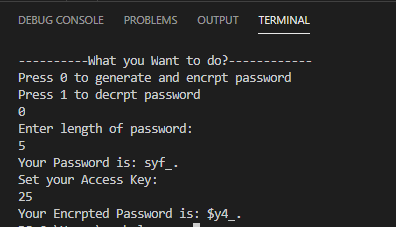 DEBUG CONSOLE PROBLEMS OUTPUT TERMINAL
----------What you Want to do?------------
Press 0 to generate and encrpt password
Press 1 to decrpt password
0
Enter length of password:
5
Your Password is: syf_.
Set your Access Key:
25
Your Encrpted Password is: $y4_.